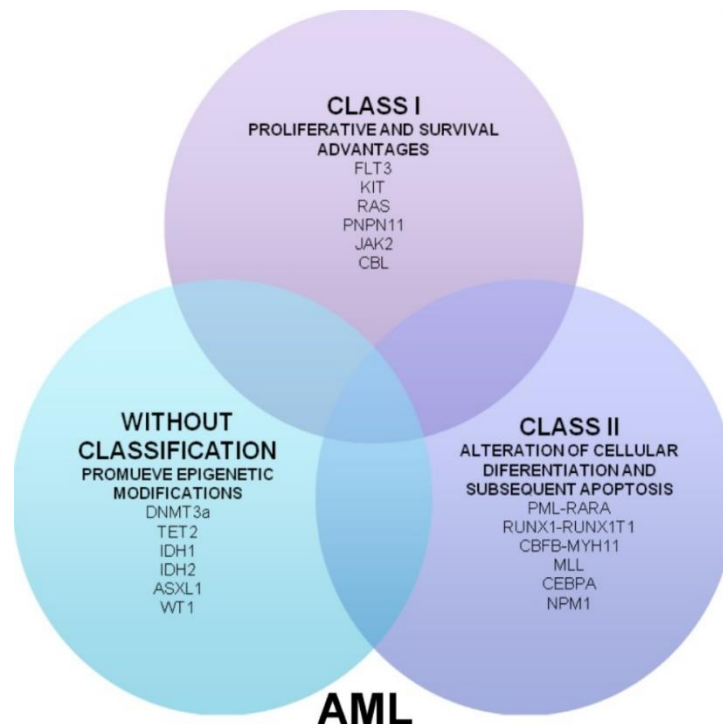 CLASS I
PROLIFERATIVE AND SURVIVAL
ADVANTAGES
FLT3
KIT
RAS
PNPN11
JAK2
CBL
WITHOUT
CLASSIFICATION
PROMUEVE EPIGENETIC
MODIFICATIONS
DNMT3a
TET2
IDH1
IDH2
ASXL1
WT1
CLASS II
ALTERATION OF CELLULAR
DIFERENTIATION AND
SUBSEQUENT APOPTOSIS
PML-RARA
RUNX1-RUNX1T1
CBFB-MYH11
MLL
CEBPA
NPM1
AML